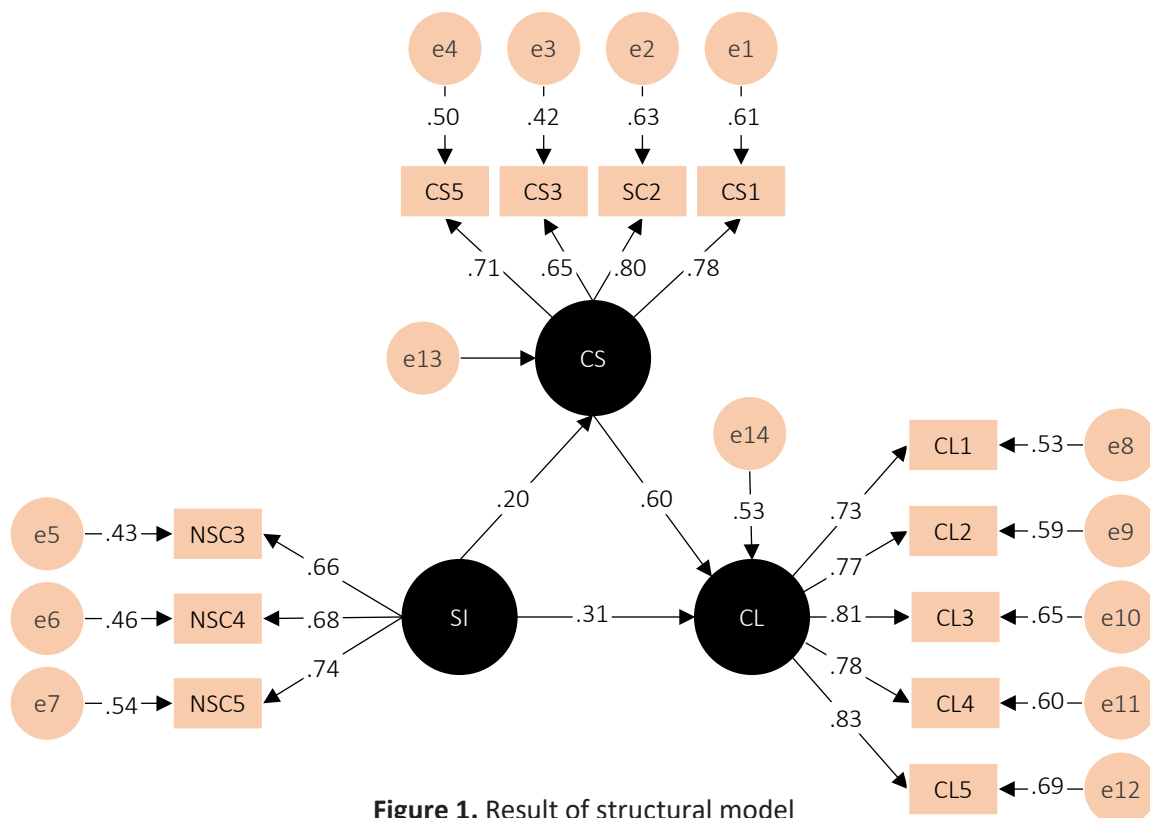 e4 e3 e2 e1
.50 .42 .63 .61
CS5 CS3 SC2 CS1
.71 .65 .80 .78
e13 CS
e14
CL1 .53 e8
.20 .60 .53 .73
e5 .43 NSC3 CL2 .59 e9
.66 .77
e6 .46 NSC4 .68 SI .31 CL .81 CL3 .65 e10
.74 .78
e7 .54 NSC5 CL4 .60 e11
.83
CL5 .69 e12
Figure 1. Result of structural model